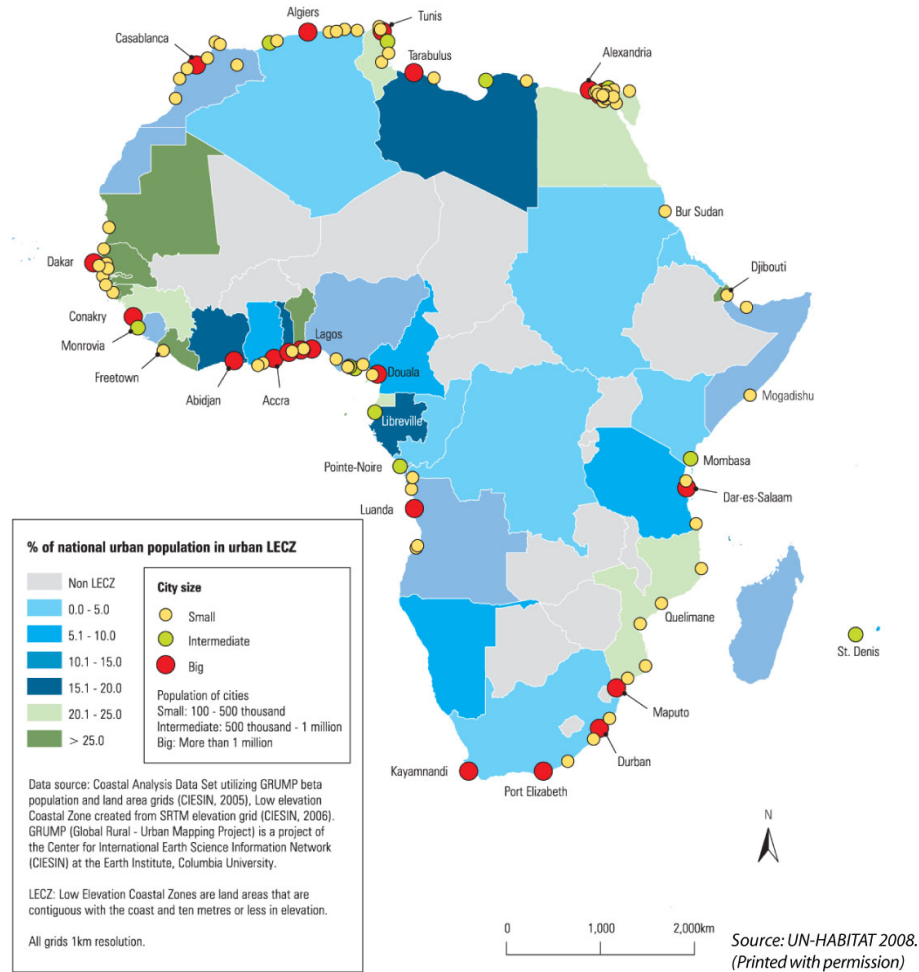 Algiers
Tunis
Casablanca
Tarabulus
Alexandria
Bur Sudan
Dakar
Djibouti
Conakry
Lagos
Monrovia
Freetown
Douala
Abidjan
Accra
Mogadishu
Libreville
Pointe-Noire
Mombasa
Dar-es-Salaam
Luanda
Quelimane
St. Denis
Maputo
Durban
Kayamnandi
Port Elizabeth
% of national urban population in urban LECZ
Non LECZ
0.0 - 5.0
5.1 - 10.0
10.1 - 15.0
15.1 - 20.0
20.1 - 25.0
> 25.0
City size
Small
Intermediate
Big
Population of cities
Small: 100 - 500 thousand
Intermediate: 500 thousand - 1 million
Big: More than 1 million
Data source: Coastal Analysis Data Set utilizing GRUMP beta
population and land area grids (CIESIN, 2005), Low elevation
Coastal Zone created from SRTM elevation grid (CIESIN, 2006).
GRUMP (Global Rural - Urban Mapping Project) is a project of
the Center for International Earth Science Information Network
(CIESIN) at the Earth Institute, Columbia University.
LECZ: Low Elevation Coastal Zones are land areas that are
contiguous with the coast and ten metres or less in elevation.
All grids 1km resolution.
N
0 1,000 2,000km
Source: UN-HABITAT 2008.
(Printed with permission)